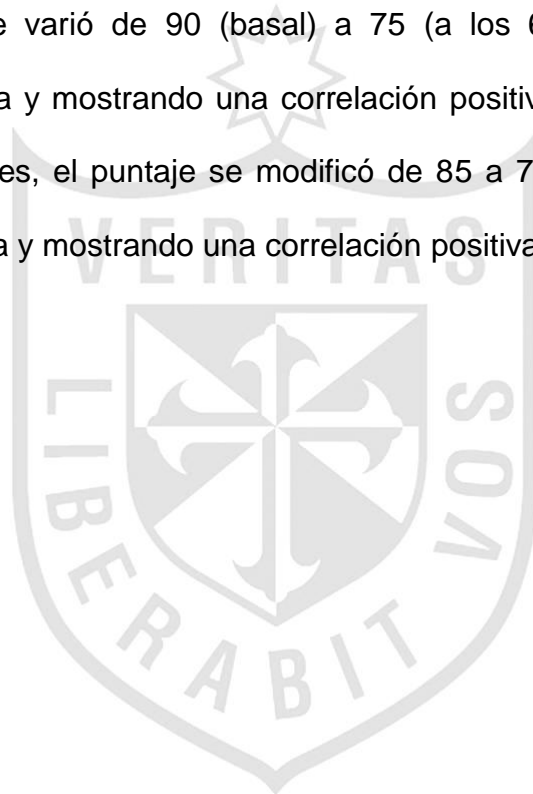 e varió de 90 (basal) a 75 (a los 6
a y mostrando una correlación positiv
es, el puntaje se modificó de 85 a 7
a y mostrando una correlación positiva
VERITAS
LIBERABIT
VOS